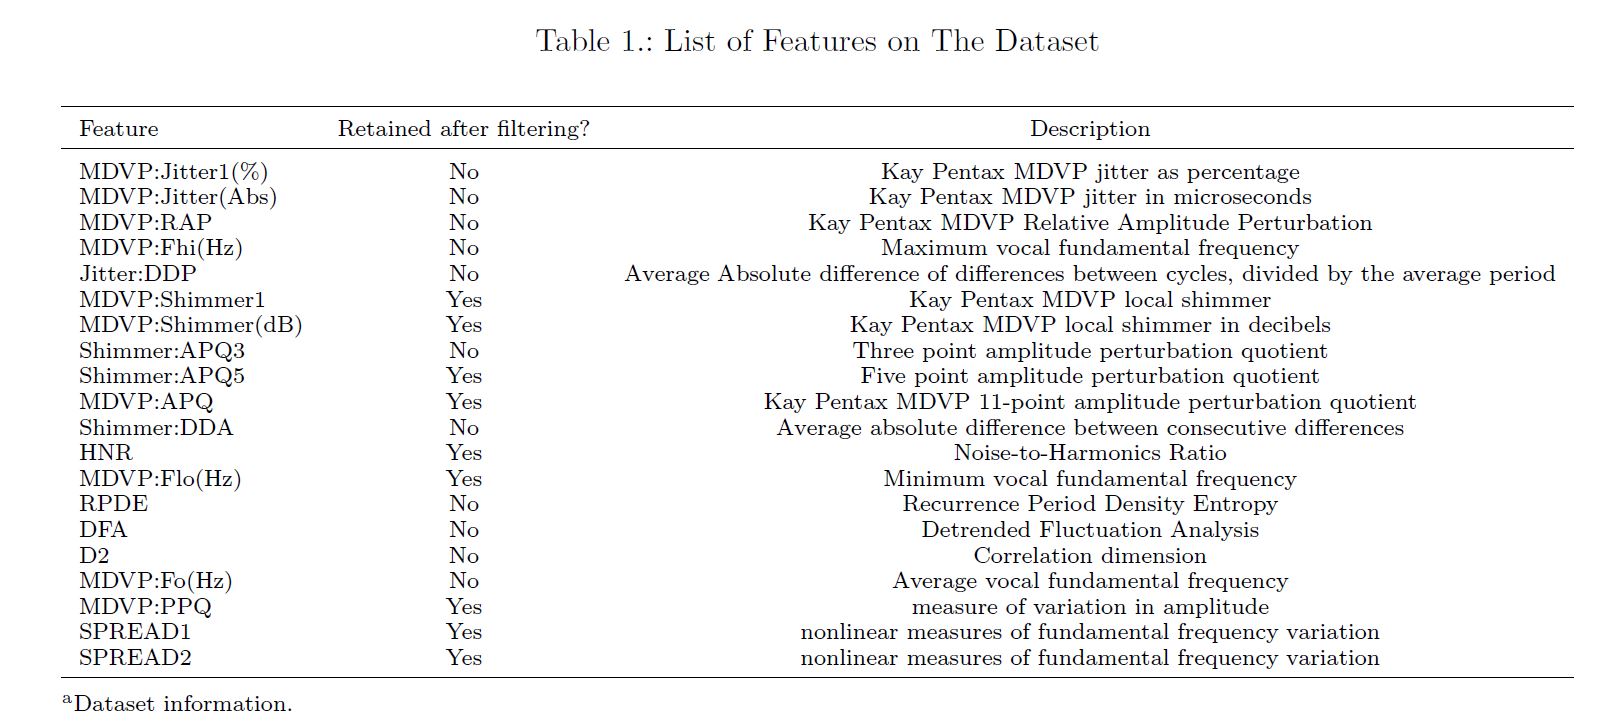 Table 1.: List of Features on The Dataset
Feature Retained after filtering? Description
MDVP:Jitter1(%) No Kay Pentax MDVP jitter as percentage
MDVP:Jitter(Abs) No Kay Pentax MDVP jitter in microseconds
MDVP:RAP No Kay Pentax MDVP Relative Amplitude Perturbation
MDVP:Fhi(Hz) No Maximum vocal fundamental frequency
Jitter:DDP No Average Absolute difference of differences between cycles, divided by the average period
MDVP:Shimmer1 Yes Kay Pentax MDVP local shimmer
MDVP:Shimmer(dB) Yes Kay Pentax MDVP local shimmer in decibels
Shimmer:APQ3 No Three point amplitude perturbation quotient
Shimmer:APQ5 Yes Five point amplitude perturbation quotient
MDVP:APQ Yes Kay Pentax MDVP 11-point amplitude perturbation quotient
Shimmer:DDA No Average absolute difference between consecutive differences
HNR Yes Noise-to-Harmonics Ratio
MDVP:Flo(Hz) Yes Minimum vocal fundamental frequency
RPDE No Recurrence Period Density Entropy
DFA No Detrended Fluctuation Analysis
D2 No Correlation dimension
MDVP:Fo(Hz) No Average vocal fundamental frequency
MDVP:PPQ Yes measure of variation in amplitude
SPREAD1 Yes nonlinear measures of fundamental frequency variation
SPREAD2 Yes nonlinear measures of fundamental frequency variation
ᵃDataset information.